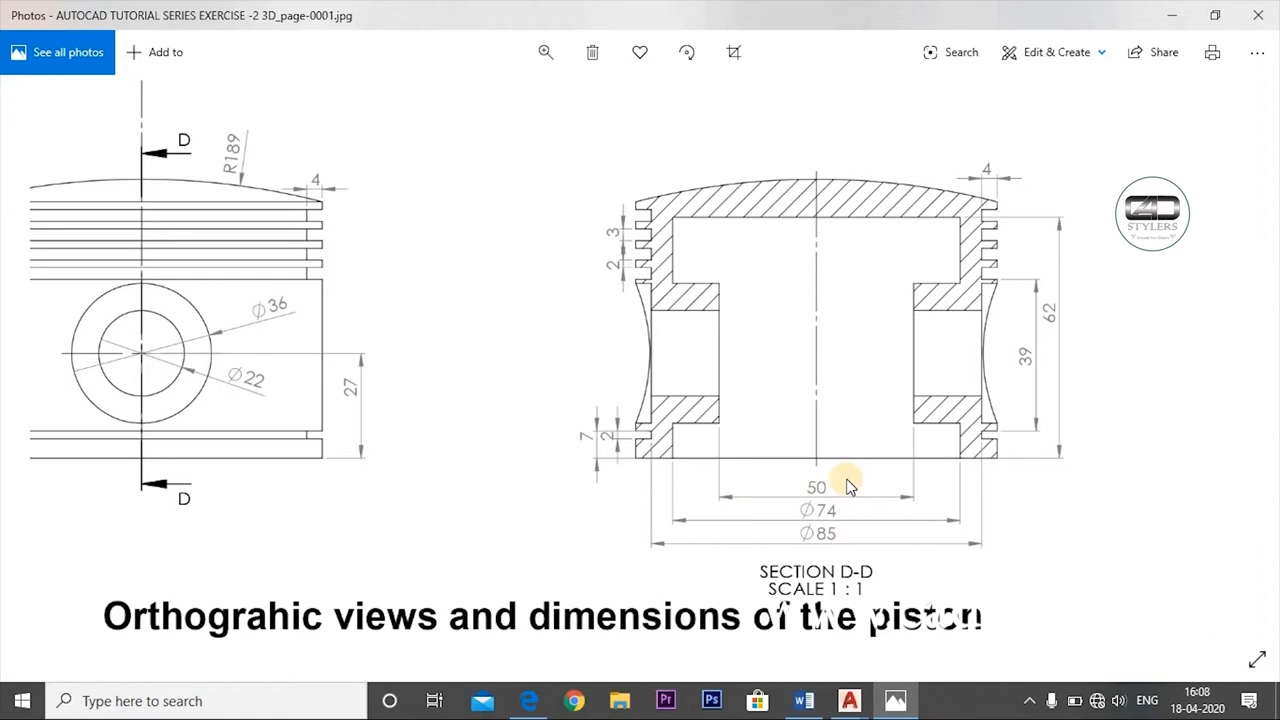 Photos - AUTOCAD TUTORIAL SERIES EXERCISE -2 3D_page-0001.jpg
See all photos
Add to
Search
Edit & Create
Share
D
R189
4
Ø36
Ø22
27
D
4
3
2
62
39
7
2
50
Ø74
Ø85
STYLERS
SECTION D-D
SCALE 1 : 1
Orthograhic views and dimensions of the piston
Type here to search
ENG
16:08
18-04-2020